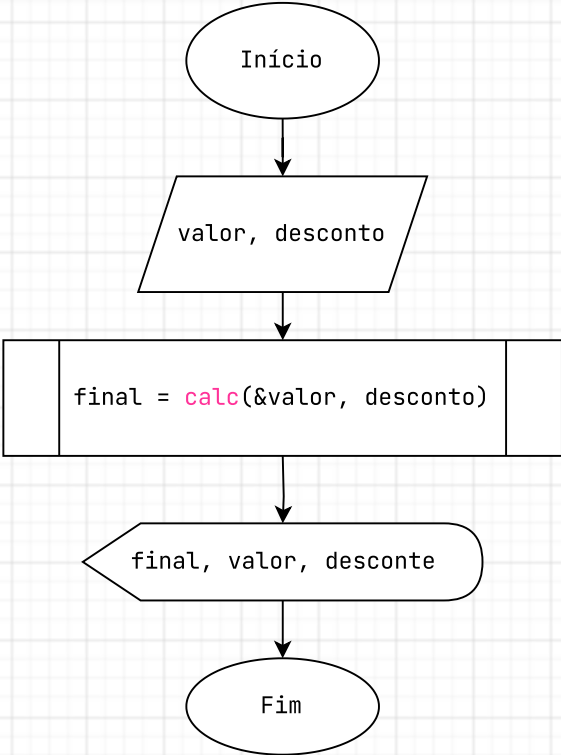 Início
valor, desconto
final = calc(&valor, desconto)
final, valor, desconte
Fim